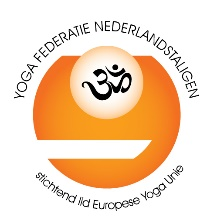 YOGA FEDERATIE NEDERLANDSTALIGEN
ॐ
stichtend lid Europese Yoga Unie